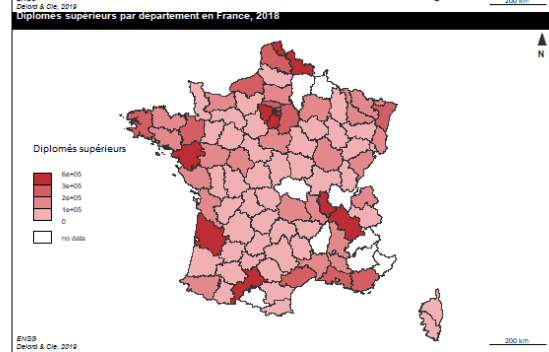 Delord & Cie, 2019
200 km
Diplomés supérieurs par département en France, 2018
N
Diplomés supérieurs
6e+05
3e+05
2e+05
1e+05
0
no data
ENSG
Delord & Cie, 2019
200 km